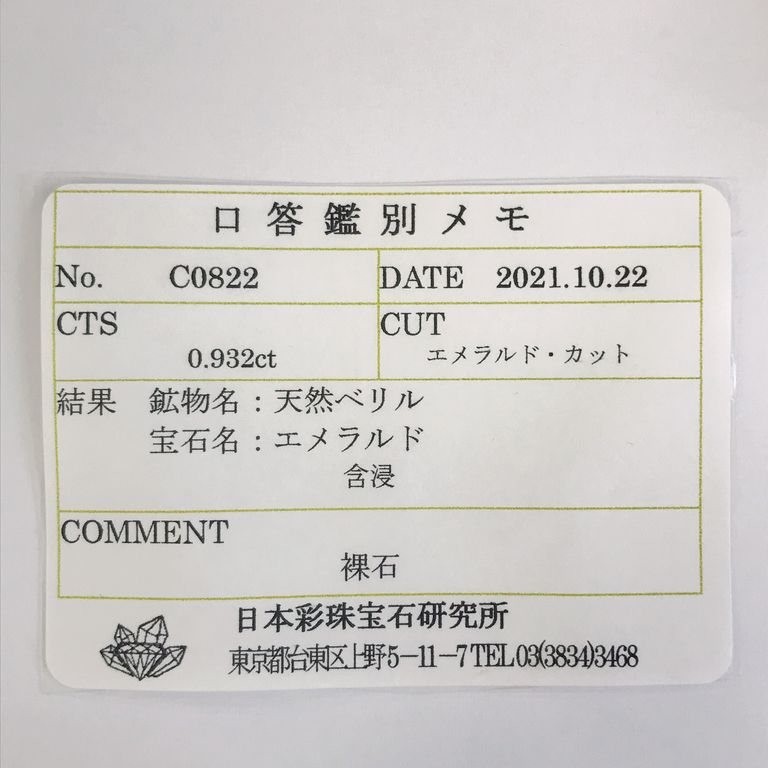 口答鑑別メモ
No. C0822 DATE 2021.10.22
CTS CUT
0.932ct エメラルド・カット
結果 鉱物名：天然ベリル
宝石名：エメラルド
含浸
COMMENT
裸石
日本彩珠宝石研究所
東京都台東区上野5－11－7 TEL 03(3834)3468